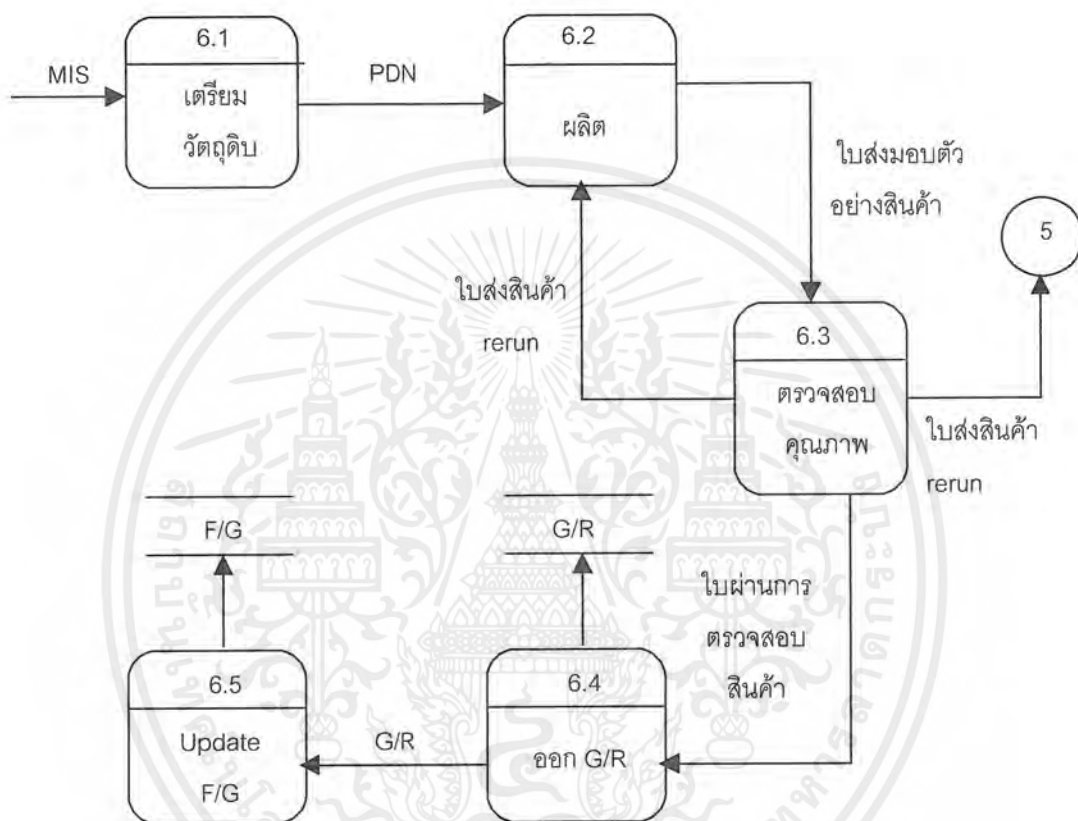 MIS
6.1
เตรียม
วัตถุดิบ
PDN
6.2
ผลิต
ใบส่งมอบตัว
อย่างสินค้า
5
ใบส่งสินค้า
rerun
6.3
ตรวจสอบ
คุณภาพ
ใบส่งสินค้า
rerun
F/G
G/R
ใบผ่านการ
ตรวจสอบ
สินค้า
6.5
Update
F/G
G/R
6.4
ออก G/R